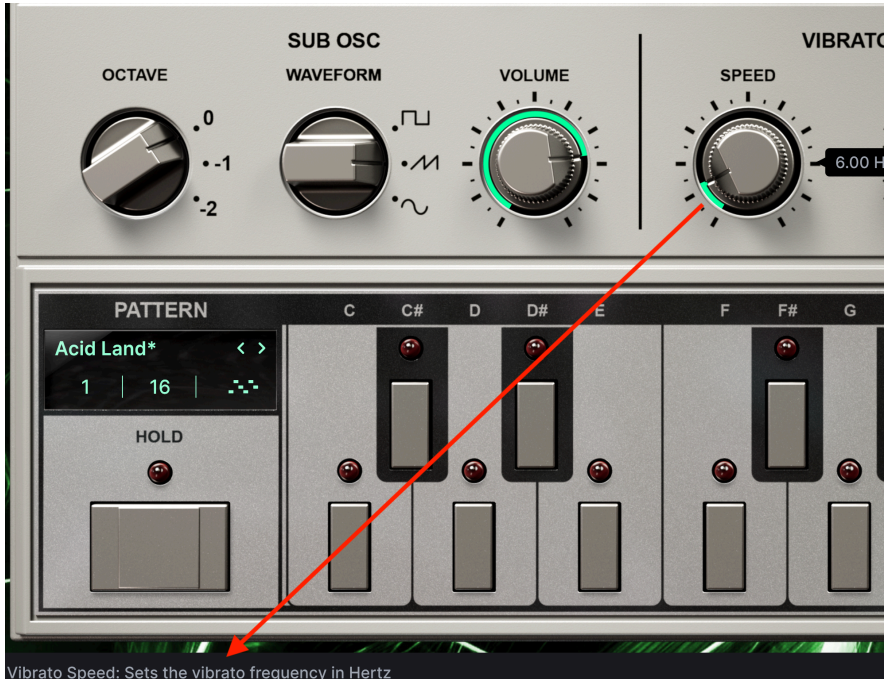 SUB OSC
VIBRATO
OCTAVE
WAVEFORM
VOLUME
SPEED
0
-1
-2
6.00 H
PATTERN
C
C#
D
D#
E
F
F#
G
Acid Land*
< >
1 | 16 |
HOLD
Vibrato Speed: Sets the vibrato frequency in Hertz